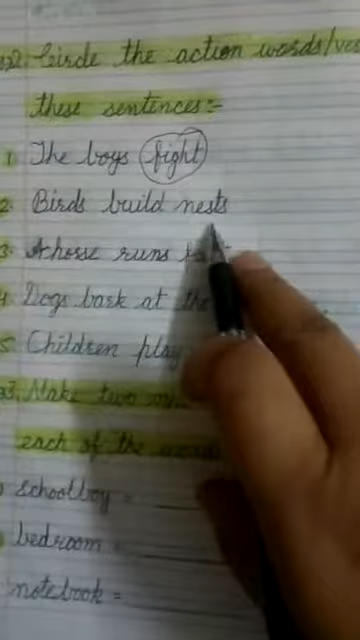 Circle the action words/
these sentences:-
1. The boys fight
2. Birds build nests
3. A horse runs
4. Dogs bark at the
5. Children play
Make two
each of the
schoolboy =
bedroom =
notebook =